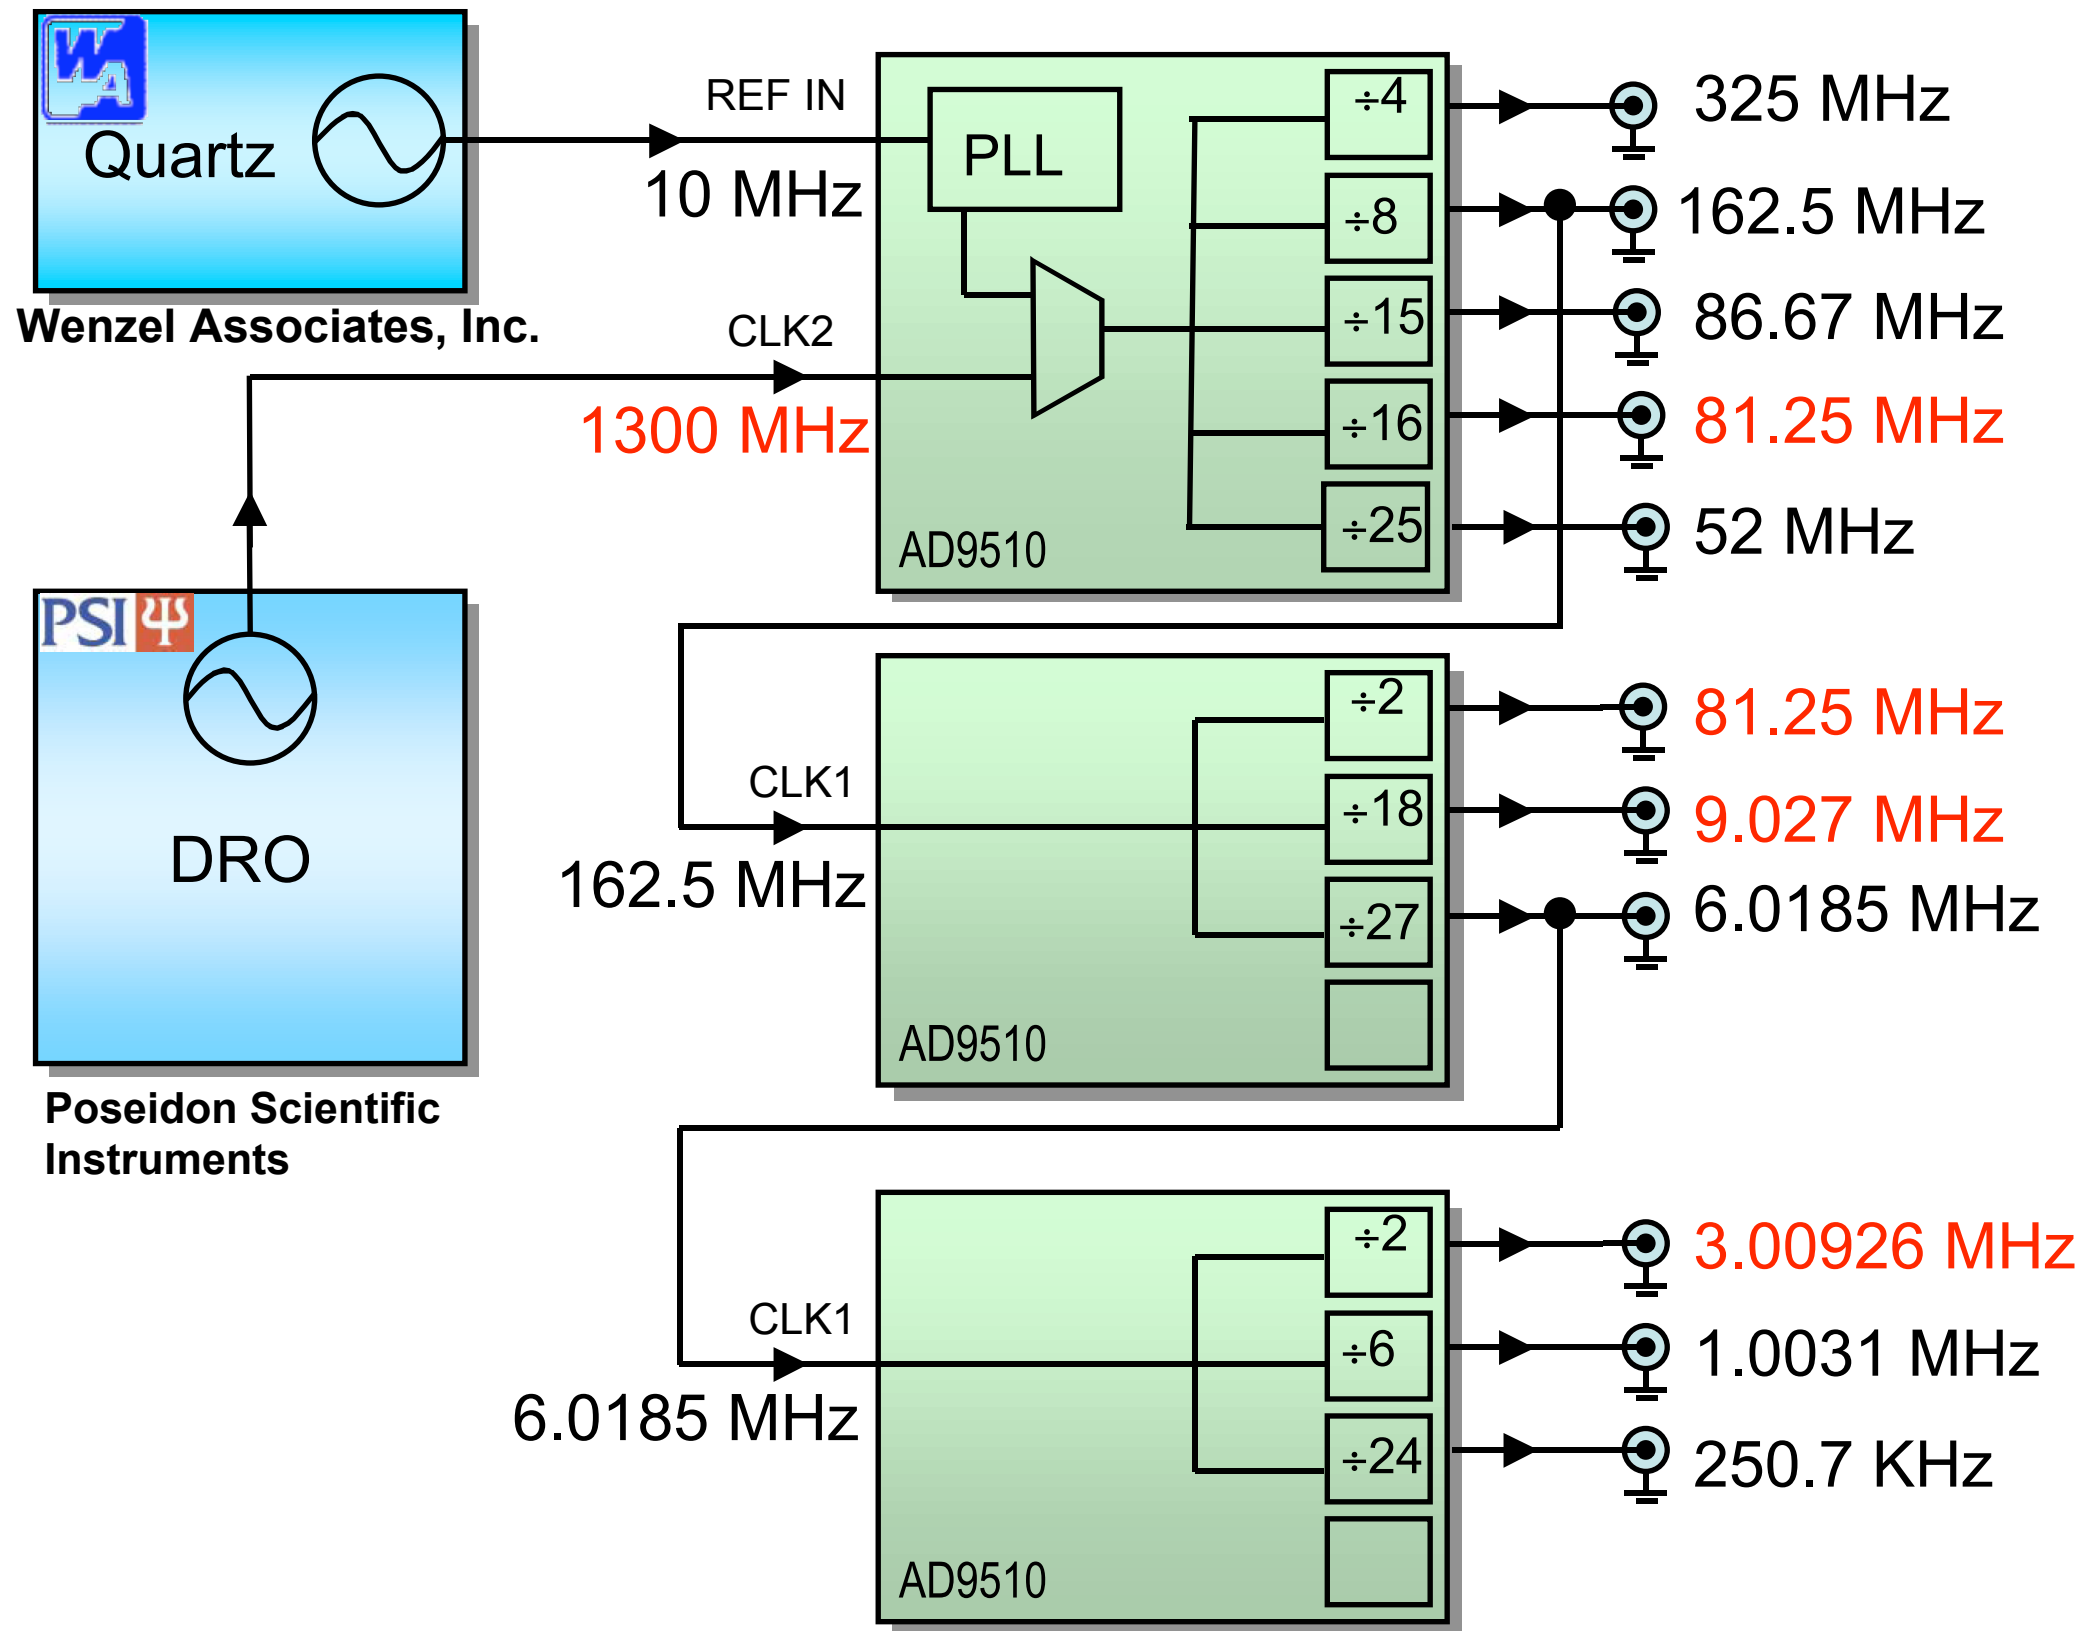 WA
Quartz
Wenzel Associates, Inc.
REF IN
10 MHz
CLK2
1300 MHz
PLL
÷4
÷8
÷15
÷16
÷25
AD9510
325 MHz
162.5 MHz
86.67 MHz
81.25 MHz
52 MHz
PSI Ψ
DRO
Poseidon Scientific
Instruments
CLK1
162.5 MHz
÷2
÷18
÷27
AD9510
81.25 MHz
9.027 MHz
6.0185 MHz
CLK1
6.0185 MHz
÷2
÷6
÷24
AD9510
3.00926 MHz
1.0031 MHz
250.7 KHz